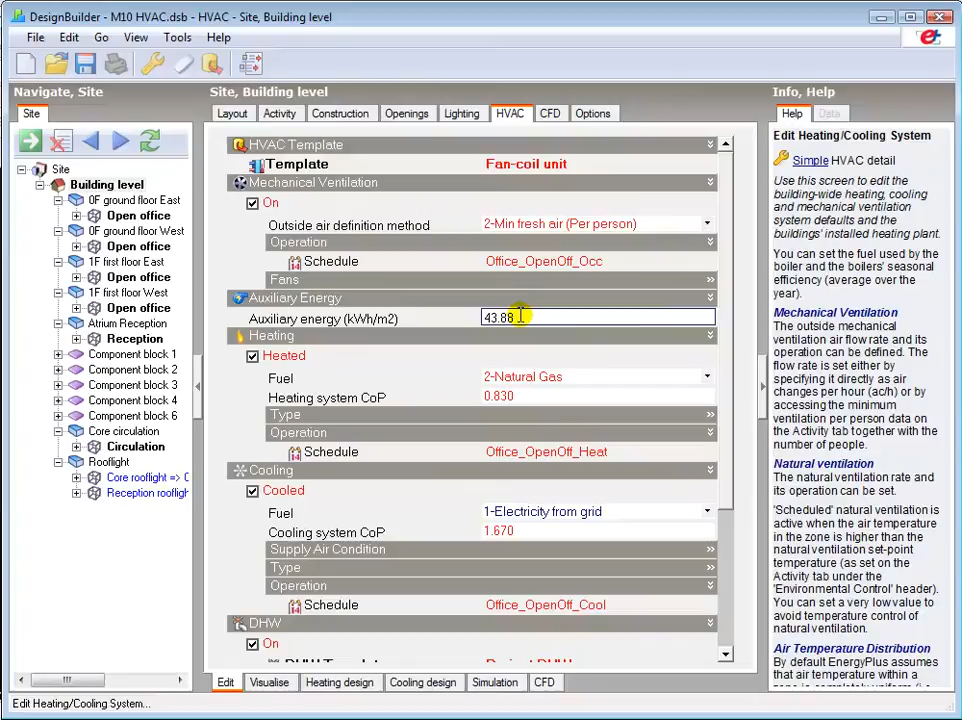 DesignBuilder - M10 HVAC.dsb - HVAC - Site, Building level
File Edit Go View Tools Help
Navigate, Site
Site
Site
Building level
0F ground floor East
Open office
0F ground floor West
Open office
1F first floor East
Open office
1F first floor West
Open office
Atrium Reception
Reception
Component block 1
Component block 2
Component block 3
Component block 4
Component block 6
Core circulation
Circulation
Rooflight
Core rooflight => C
Reception rooflight
Site, Building level
Layout Activity Construction Openings Lighting HVAC CFD Options
HVAC Template
Template Fan-coil unit
Mechanical Ventilation
On
Outside air definition method 2-Min fresh air (Per person)
Operation
Schedule Office_OpenOff_Occ
Fans
Auxiliary Energy
Auxiliary energy (kWh/m2) 43.88
Heating
Heated
Fuel 2-Natural Gas
Heating system CoP 0.830
Type
Operation
Schedule Office_OpenOff_Heat
Cooling
Cooled
Fuel 1-Electricity from grid
Cooling system CoP 1.670
Supply Air Condition
Type
Operation
Schedule Office_OpenOff_Cool
DHW
On
Edit Visualise Heating design Cooling design Simulation CFD
Info, Help
Help Data
Edit Heating/Cooling System
Simple HVAC detail
Use this screen to edit the
building-wide heating, cooling
and mechanical ventilation
system defaults and the
buildings' installed heating plant.
You can set the fuel used by the
boiler and the boilers' seasonal
efficiency (average over the
year).
Mechanical Ventilation
The outside mechanical
ventilation air flow rate and its
operation can be defined. The
flow rate is set either by
specifying it directly as air
changes per hour (ac/h) or by
accessing the minimum
ventilation per person data on
the Activity tab together with the
number of people.
Natural ventilation
The natural ventilation rate and
its operation can be set.
'Scheduled' natural ventilation is
active when the air temperature
in the zone is higher than the
natural ventilation set-point
temperature (as set on the
Activity tab under the
'Environmental Control' header).
You can set a very low value to
avoid temperature control of
natural ventilation.
Air Temperature Distribution
By default EnergyPlus assumes
that air temperature within a
Edit Heating/Cooling System...